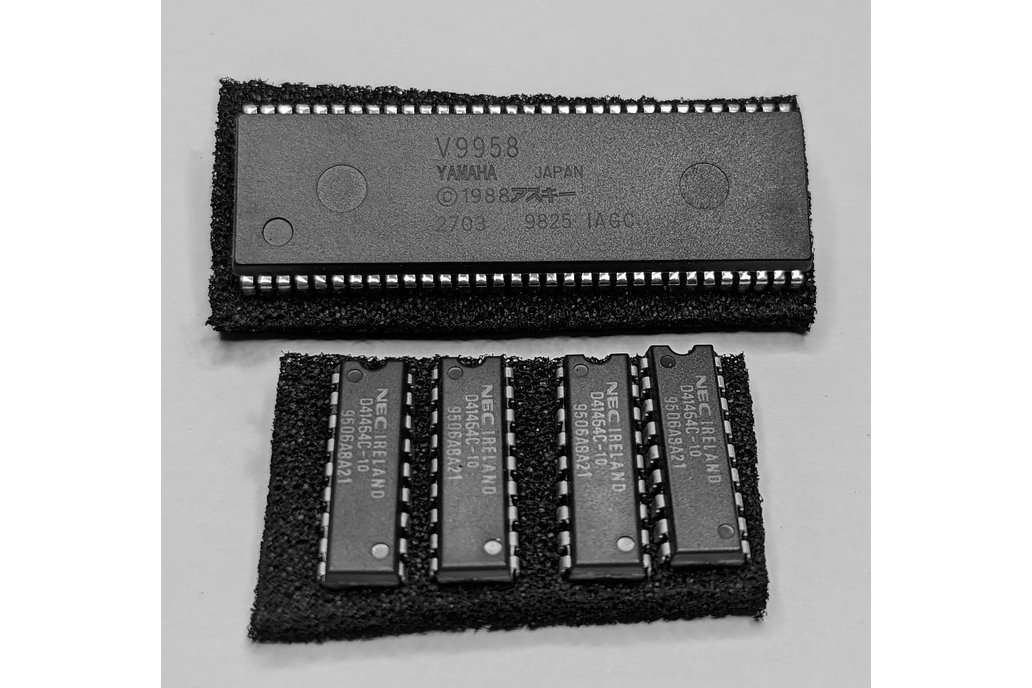 V9958
YAMAHA JAPAN
©1988アスキー
2703 9825 IAGC
NEC IRELAND
D41464C-10
9506A8A21
NEC IRELAND
D41464C-10
9506A8A21
NEC IRELAND
D41464C-10
9506A8A21
NEC IRELAND
D41464C-10
9506A8A21